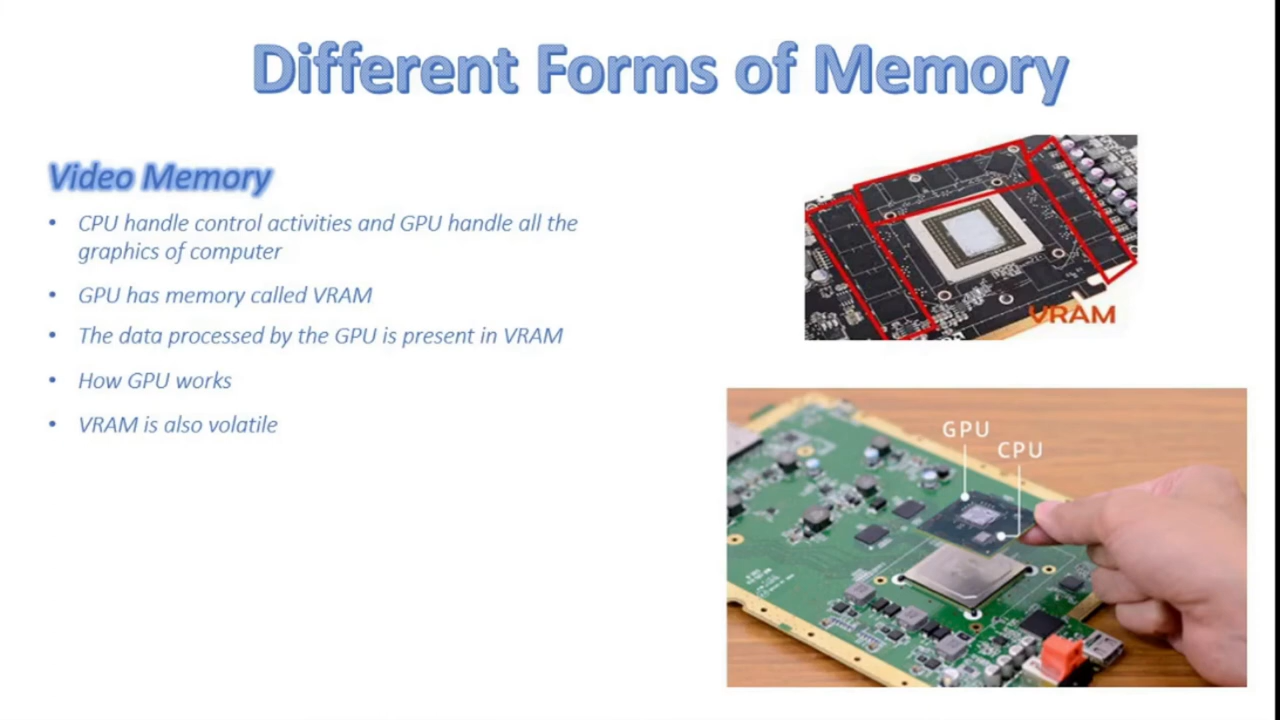 Different Forms of Memory
Video Memory
• CPU handle control activities and GPU handle all the
graphics of computer
• GPU has memory called VRAM
• The data processed by the GPU is present in VRAM
• How GPU works
• VRAM is also volatile
VRAM
GPU
CPU